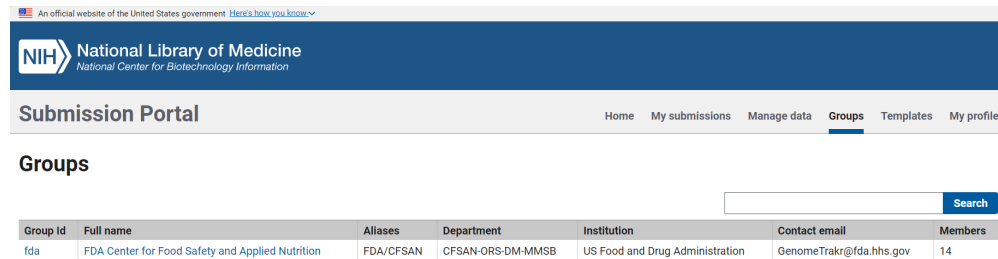 An official website of the United States government Here's how you know
NIH National Library of Medicine
National Center for Biotechnology Information
Submission Portal Home My submissions Manage data Groups Templates My profile
Groups
Search
Group Id Full name Aliases Department Institution Contact email Members
fda FDA Center for Food Safety and Applied Nutrition FDA/CFSAN CFSAN-ORS-DM-MMSB US Food and Drug Administration GenomeTrakr@fda.hhs.gov 14